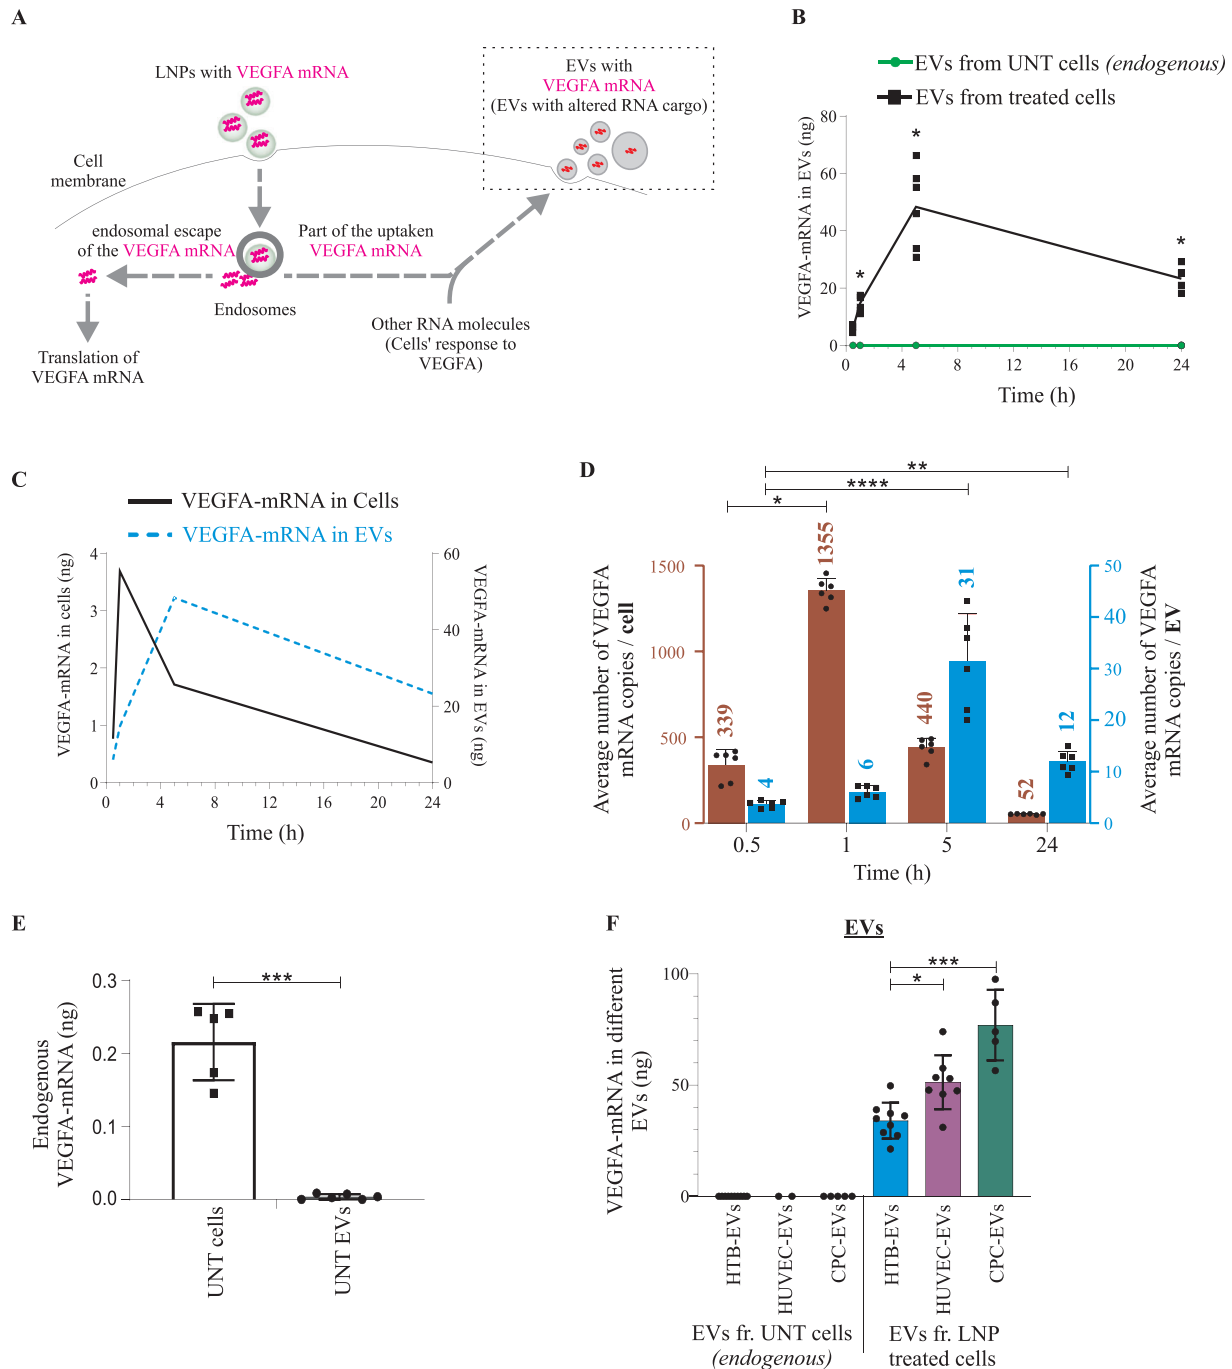 A
LNPs with VEGFA mRNA
EVs with
VEGFA mRNA
(EVs with altered RNA cargo)
Cell
membrane
endosomal escape
of the VEGFA mRNA
Part of the uptaken
VEGFA mRNA
Endosomes
Other RNA molecules
(Cells' response to
VEGFA)
Translation of
VEGFA mRNA
B
EVs from UNT cells (endogenous)
EVs from treated cells
VEGFA-mRNA in EVs (ng)
80
60
40
20
0
*
*
*
0 4 8 12 16 20 24
Time (h)
C
VEGFA-mRNA in Cells
VEGFA-mRNA in EVs
VEGFA-mRNA in cells (ng)
4
3
2
1
0
VEGFA-mRNA in EVs (ng)
60
40
20
0
0 4 8 12 16 20 24
Time (h)
D
**
****
*
Average number of VEGFA
mRNA copies / cell
1500
1000
500
0
339
4
1355
6
440
31
52
12
Average number of VEGFA
mRNA copies / EV
50
40
30
20
10
0
0.5 1 5 24
Time (h)
E
***
Endogenous
VEGFA-mRNA (ng)
0.3
0.2
0.1
0.0
UNT cells
UNT EVs
F
EVs
***
*
VEGFA-mRNA in different
EVs (ng)
100
50
0
HTB-EVs
HUVEC-EVs
CPC-EVs
HTB-EVs
HUVEC-EVs
CPC-EVs
EVs fr. UNT cells
(endogenous)
EVs fr. LNP
treated cells